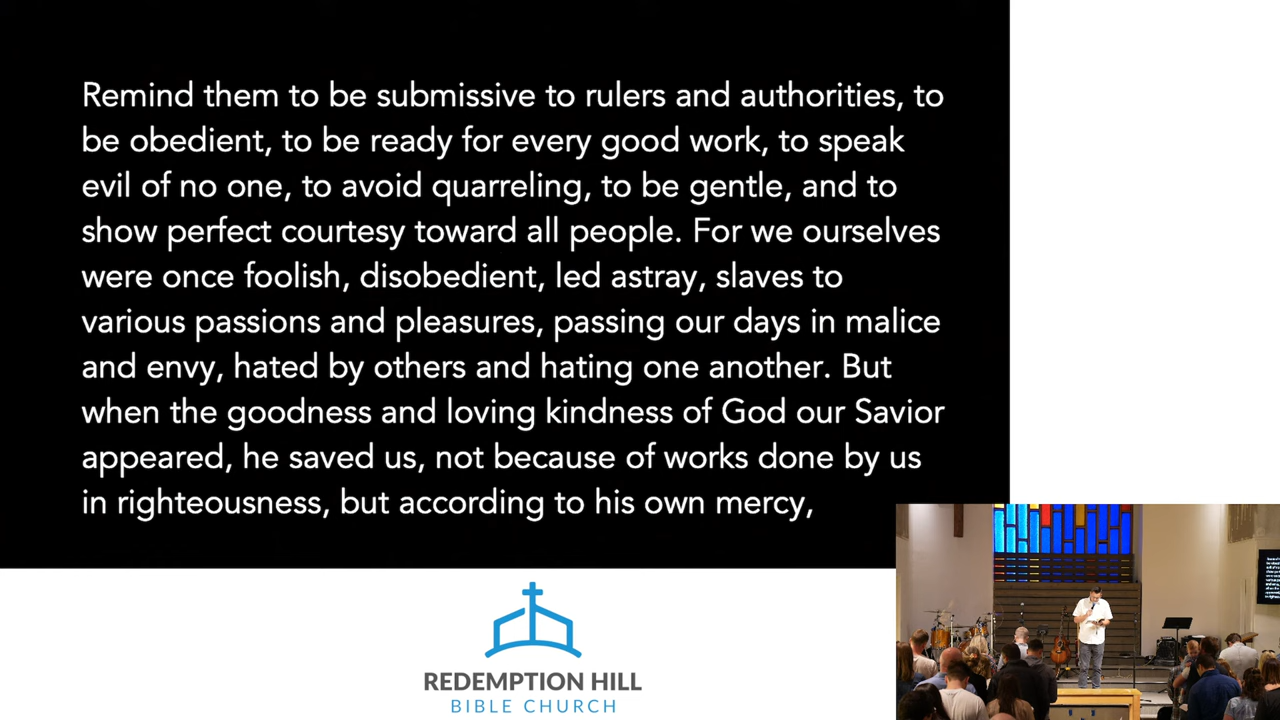 Remind them to be submissive to rulers and authorities, to
be obedient, to be ready for every good work, to speak
evil of no one, to avoid quarreling, to be gentle, and to
show perfect courtesy toward all people. For we ourselves
were once foolish, disobedient, led astray, slaves to
various passions and pleasures, passing our days in malice
and envy, hated by others and hating one another. But
when the goodness and loving kindness of God our Savior
appeared, he saved us, not because of works done by us
in righteousness, but according to his own mercy,
REDEMPTION HILL
BIBLE CHURCH